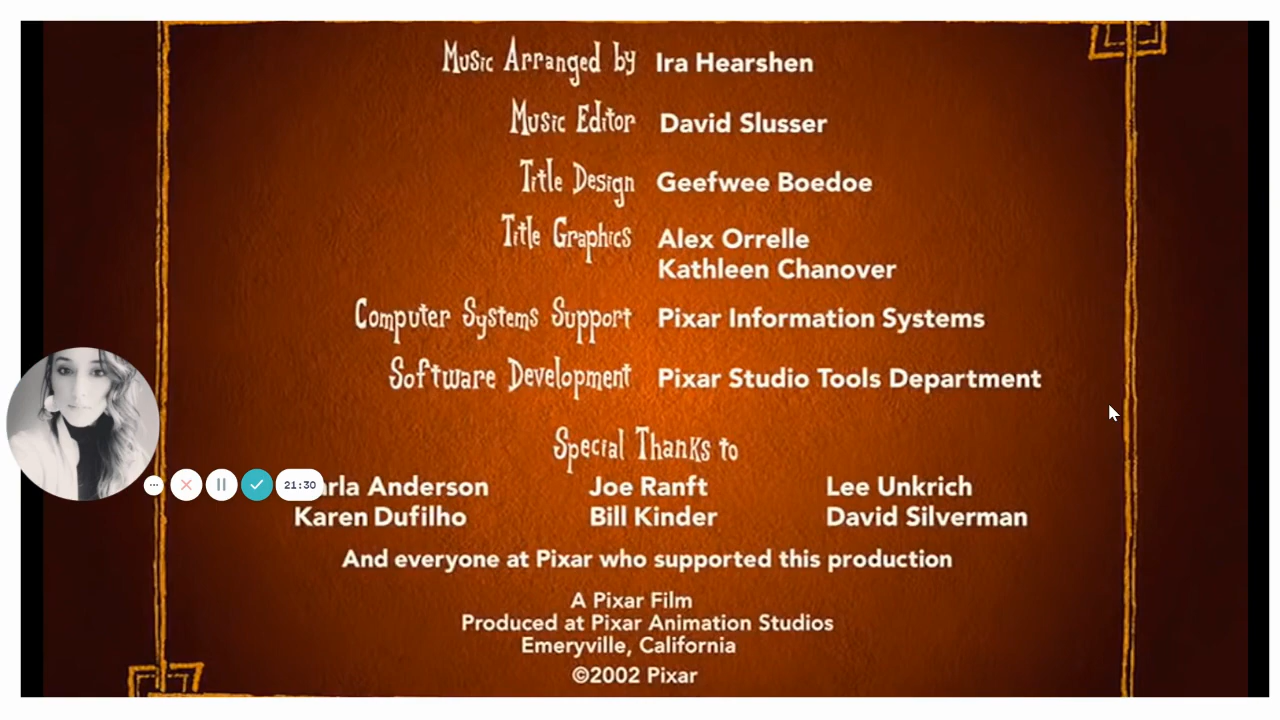 Music Arranged by Ira Hearshen
Music Editor David Slusser
Title Design Geefwee Boedoe
Title Graphics Alex Orrelle
Kathleen Chanover
Computer Systems Support Pixar Information Systems
Software Development Pixar Studio Tools Department
Special Thanks to
Anderson Joe Ranft Lee Unkrich
21:30
Karen Dufilho Bill Kinder David Silverman
And everyone at Pixar who supported this production
A Pixar Film
Produced at Pixar Animation Studios
Emeryville, California
©2002 Pixar